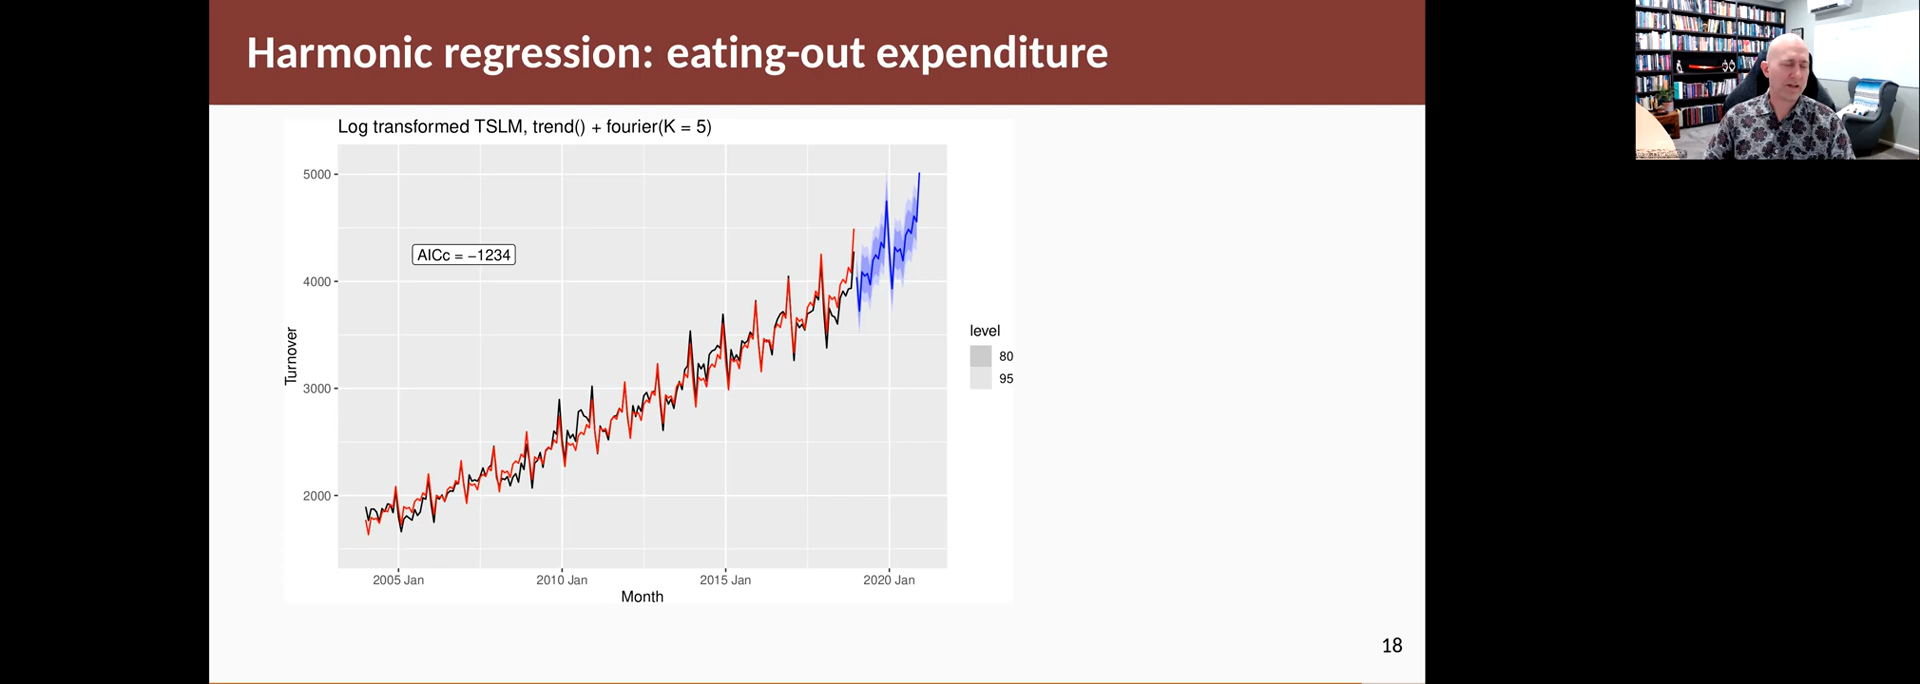 Harmonic regression: eating-out expenditure
Log transformed TSLM, trend() + fourier(K = 5)
5000
4000
3000
2000
Turnover
AICc = −1234
level
80
95
2005 Jan
2010 Jan
2015 Jan
2020 Jan
Month
18